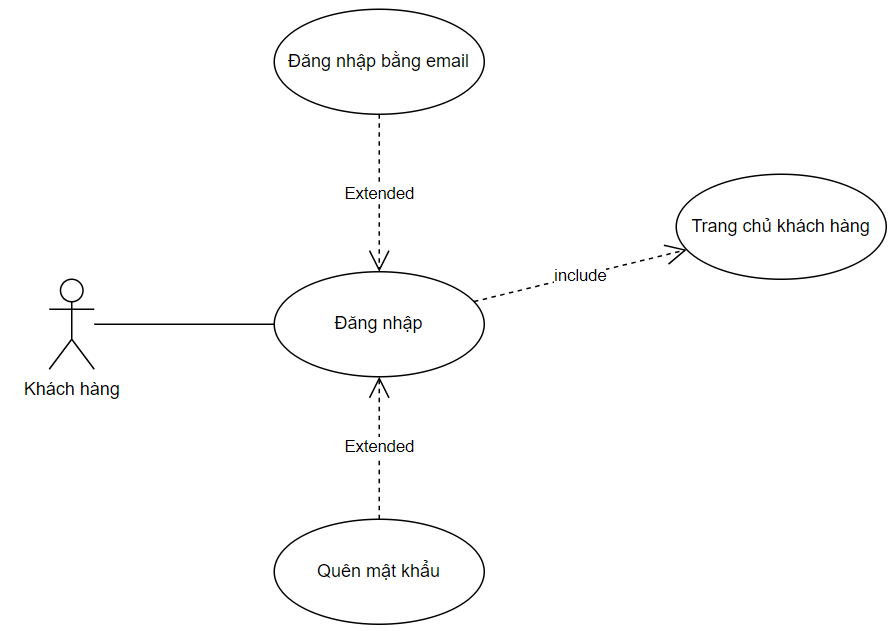 Đăng nhập bằng email
Extended
Trang chủ khách hàng
include
Đăng nhập
Khách hàng
Extended
Quên mật khẩu